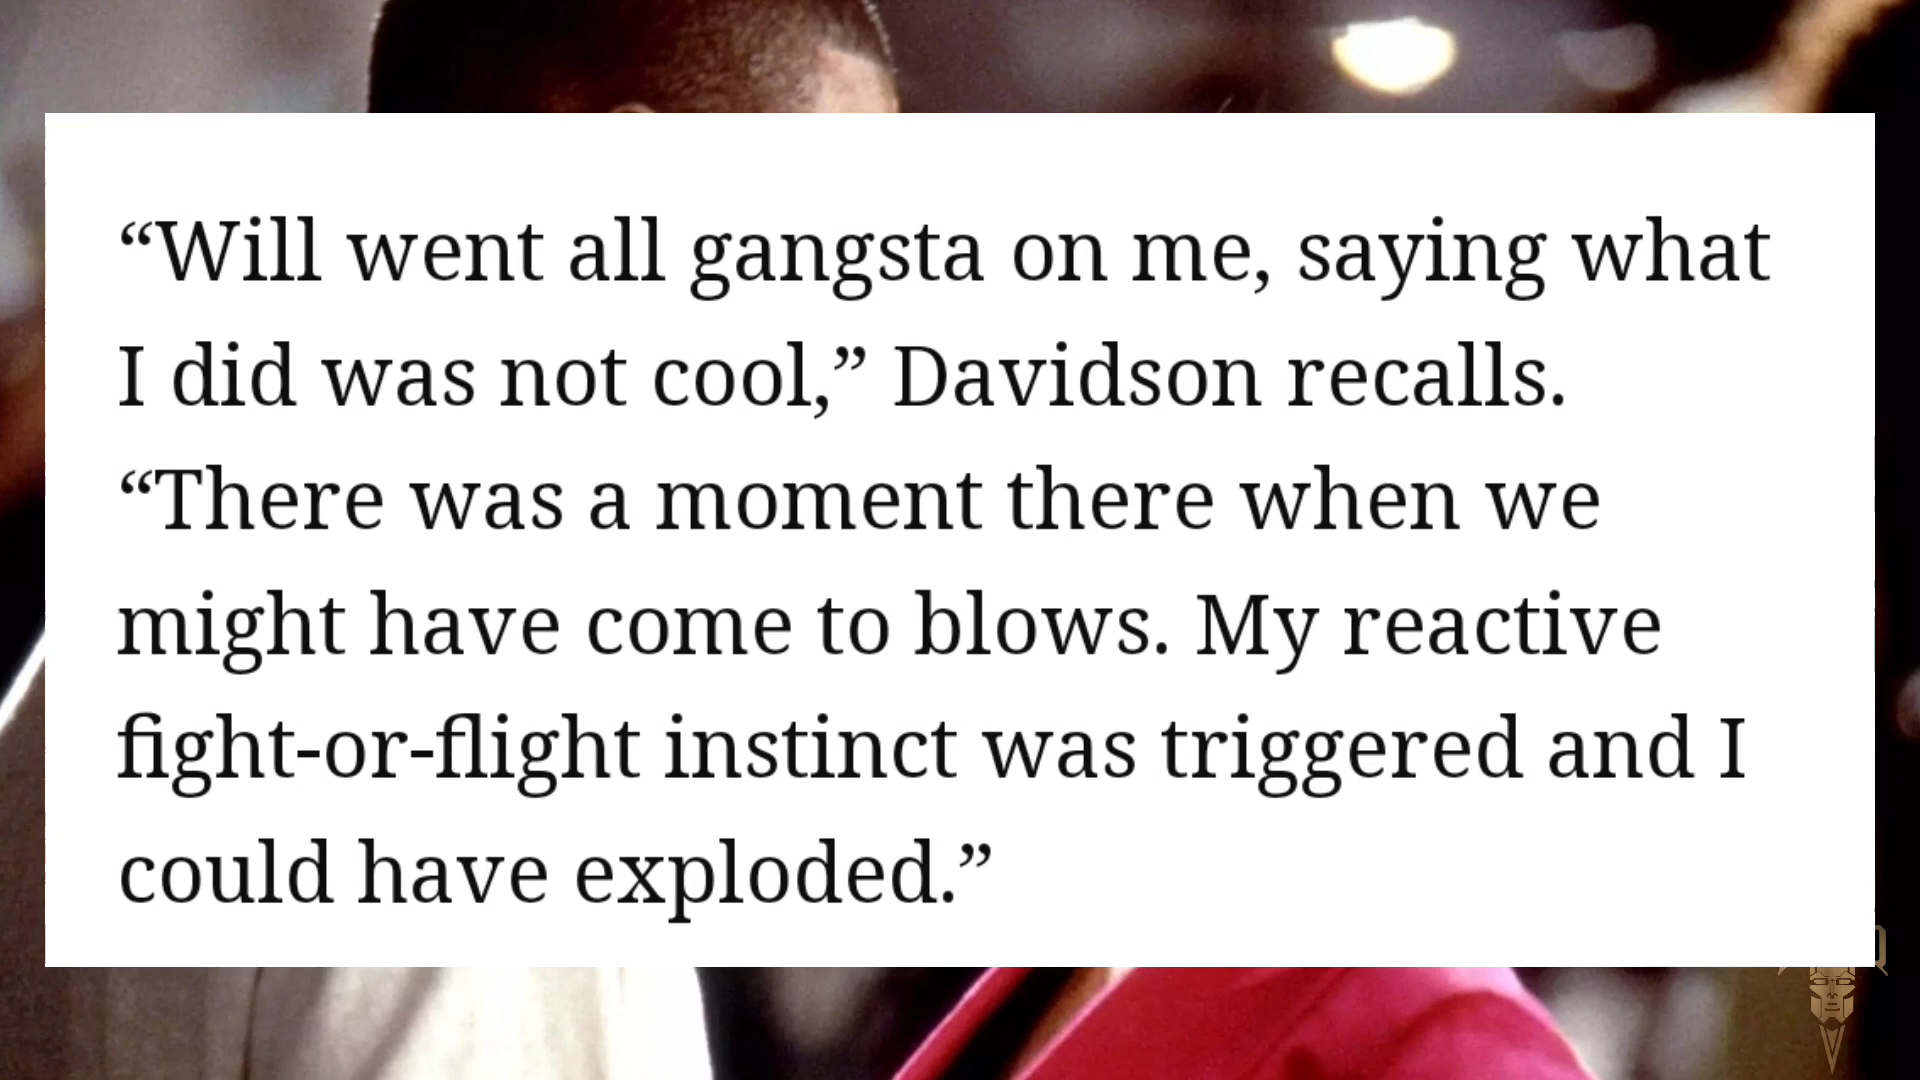 “Will went all gangsta on me, saying what
I did was not cool,” Davidson recalls.
“There was a moment there when we
might have come to blows. My reactive
fight-or-flight instinct was triggered and I
could have exploded.”